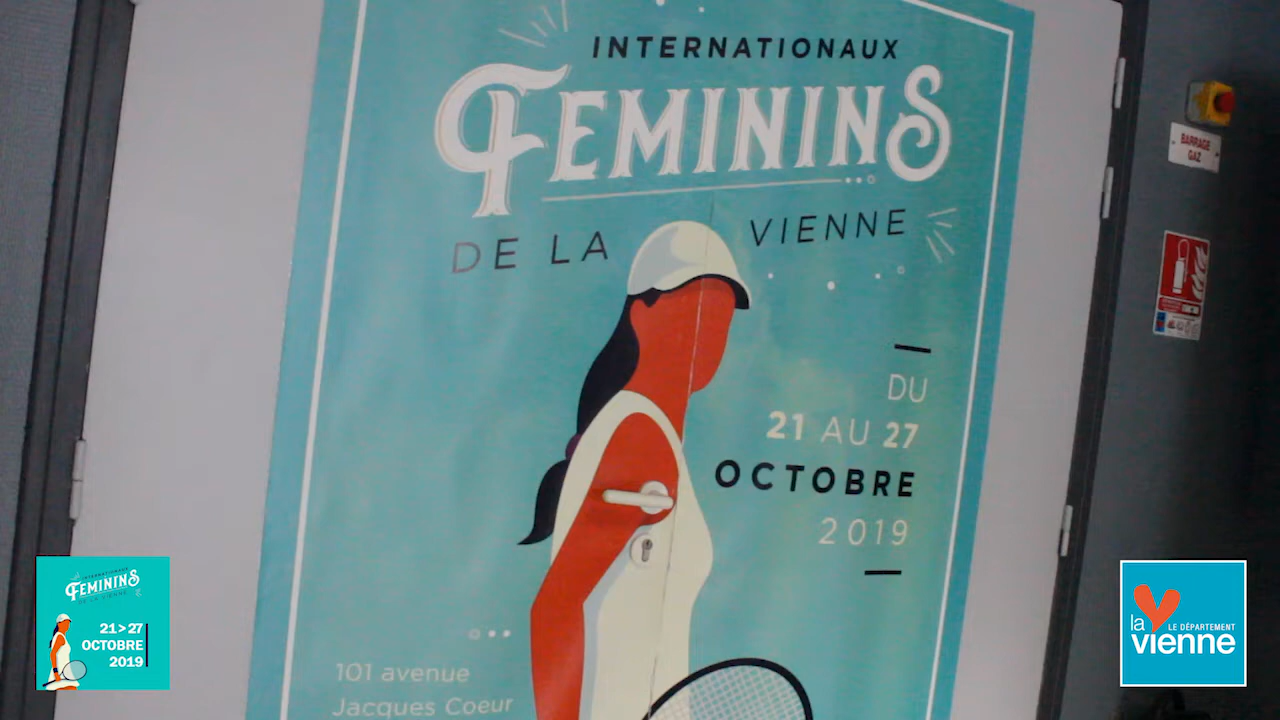 INTERNATIONAUX
FEMININS
DE LA VIENNE
DU
21 AU 27
OCTOBRE
2019
101 avenue
Jacques Coeur
BARRAGE
GAZ
INTERNATIONAUX
FEMININS
DE LA VIENNE
21 > 27
OCTOBRE
2019
la
LE DÉPARTEMENT
vienne